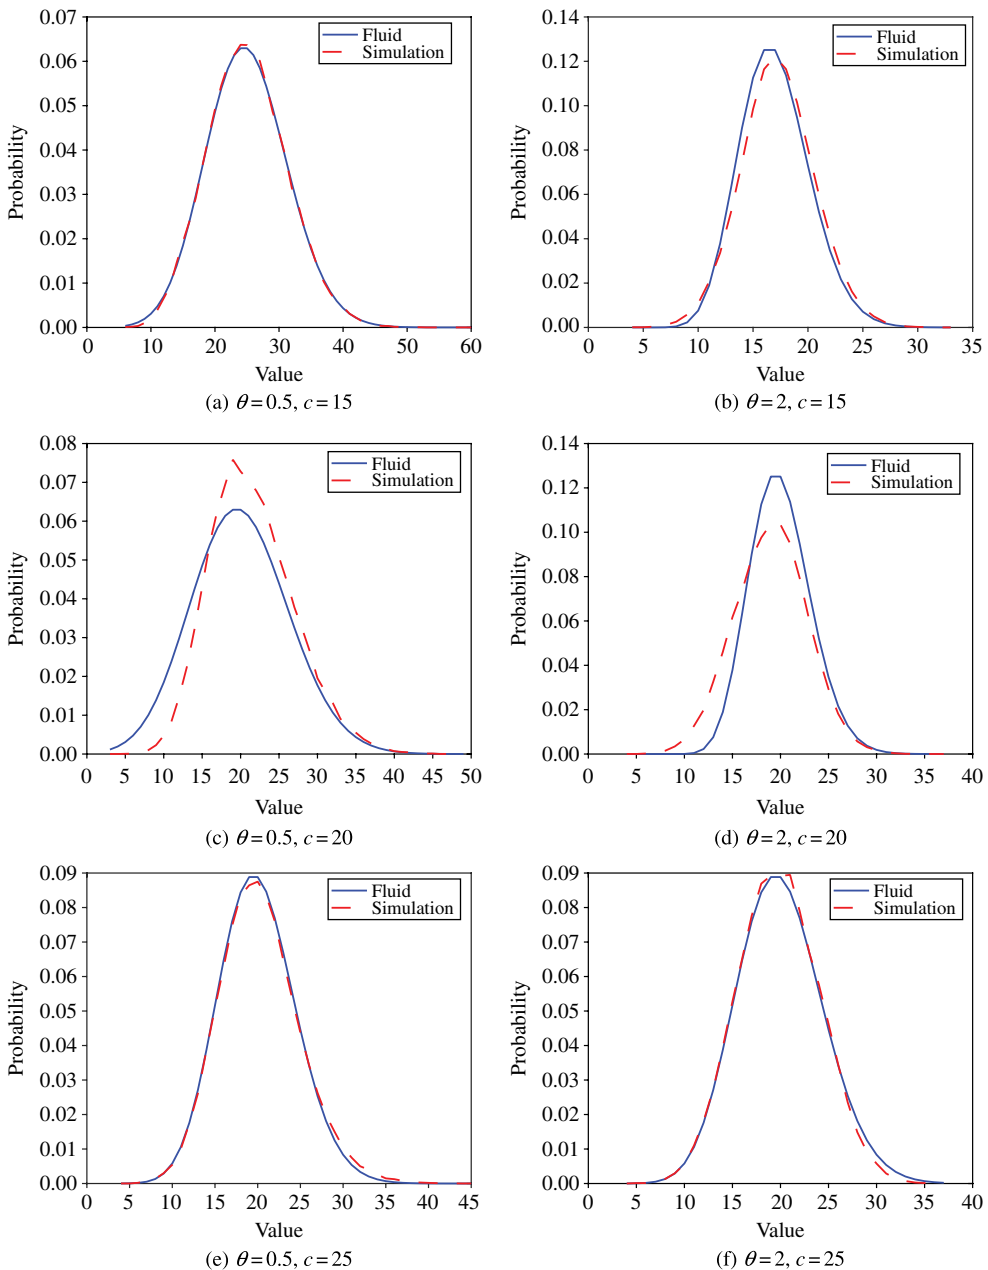 0.07
0.06
0.05
0.04
0.03
0.02
0.01
0.00
Probability
0 10 20 30 40 50 60
Value
Fluid
Simulation
(a) θ=0.5, c=15
0.14
0.12
0.10
0.08
0.06
0.04
0.02
0.00
Probability
0 5 10 15 20 25 30 35
Value
Fluid
Simulation
(b) θ=2, c=15
0.08
0.07
0.06
0.05
0.04
0.03
0.02
0.01
0.00
Probability
0 5 10 15 20 25 30 35 40 45 50
Value
Fluid
Simulation
(c) θ=0.5, c=20
0.14
0.12
0.10
0.08
0.06
0.04
0.02
0.00
Probability
0 5 10 15 20 25 30 35 40
Value
Fluid
Simulation
(d) θ=2, c=20
0.09
0.08
0.07
0.06
0.05
0.04
0.03
0.02
0.01
0.00
Probability
0 5 10 15 20 25 30 35 40 45
Value
Fluid
Simulation
(e) θ=0.5, c=25
0.09
0.08
0.07
0.06
0.05
0.04
0.03
0.02
0.01
0.00
Probability
0 5 10 15 20 25 30 35 40
Value
Fluid
Simulation
(f) θ=2, c=25